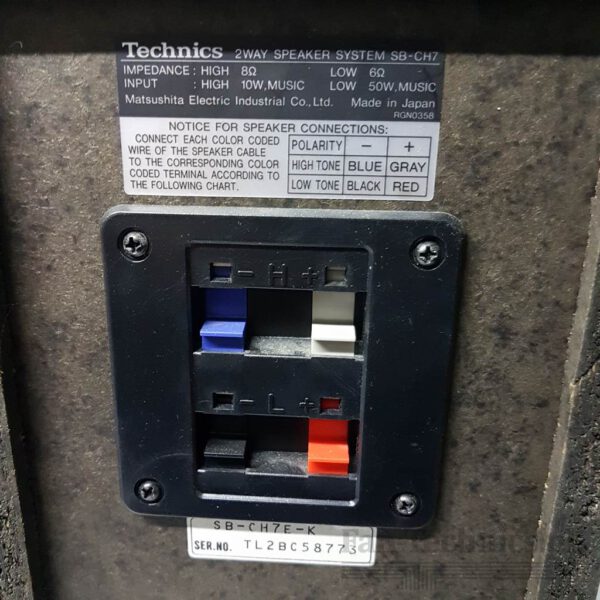 Technics 2WAY SPEAKER SYSTEM SB-CH7
IMPEDANCE : HIGH 8Ω LOW 6Ω
INPUT : HIGH 10W,MUSIC LOW 50W,MUSIC
Matsushita Electric Industrial Co.,Ltd. Made in Japan
RGN0358
NOTICE FOR SPEAKER CONNECTIONS:
CONNECT EACH COLOR CODED
WIRE OF THE SPEAKER CABLE
TO THE CORRESPONDING COLOR
CODED TERMINAL ACCORDING TO
THE FOLLOWING CHART.
POLARITY − +
HIGH TONE BLUE GRAY
LOW TONE BLACK RED
− H +
− L +
SB-CH7E-K
SER.NO. TL2BC58773